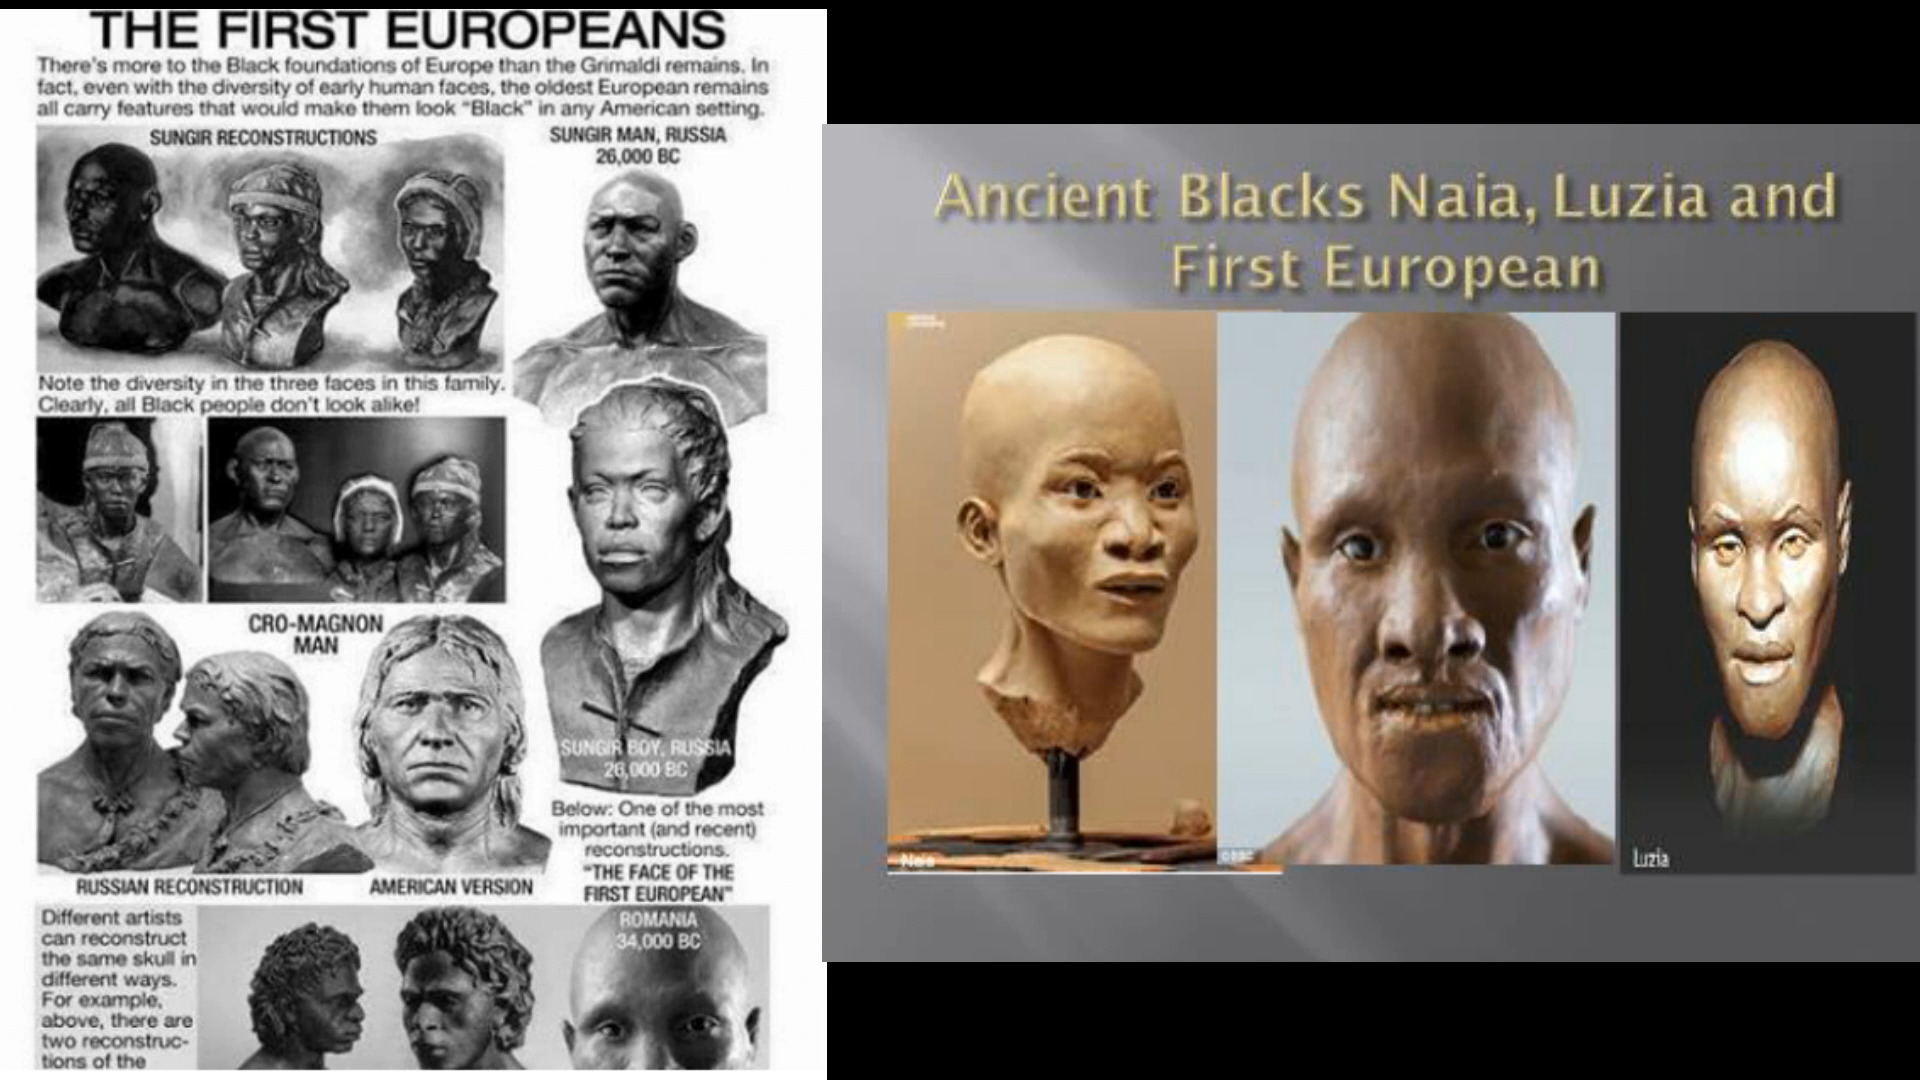 THE FIRST EUROPEANS
There's more to the Black foundations of Europe than the Grimaldi remains. In
fact, even with the diversity of early human faces, the oldest European remains
all carry features that would make them look "Black" in any American setting.
SUNGIR RECONSTRUCTIONS
SUNGIR MAN, RUSSIA
26,000 BC
Note the diversity in the three faces in this family.
Clearly, all Black people don't look alike!
CRO-MAGNON
MAN
SUNGIR BOY, RUSSIA
26,000 BC
RUSSIAN RECONSTRUCTION
AMERICAN VERSION
Below: One of the most
important (and recent)
reconstructions.
"THE FACE OF THE
FIRST EUROPEAN"
ROMANIA
34,000 BC
Different artists
can reconstruct
the same skull in
different ways.
For example,
above, there are
two reconstruc-
tions of the
Ancient Blacks Naia, Luzia and
First European
Naia
Luzia